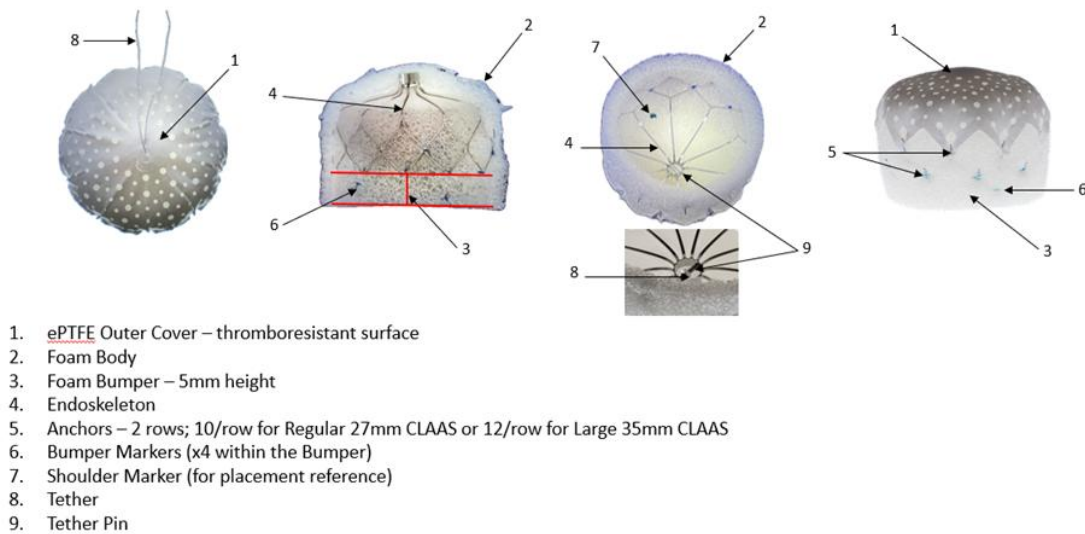 8
1
2
4
6
3
7
2
4
9
8
1
5
6
3
1. ePTFE Outer Cover – thromboresistant surface
2. Foam Body
3. Foam Bumper – 5mm height
4. Endoskeleton
5. Anchors – 2 rows; 10/row for Regular 27mm CLAAS or 12/row for Large 35mm CLAAS
6. Bumper Markers (x4 within the Bumper)
7. Shoulder Marker (for placement reference)
8. Tether
9. Tether Pin